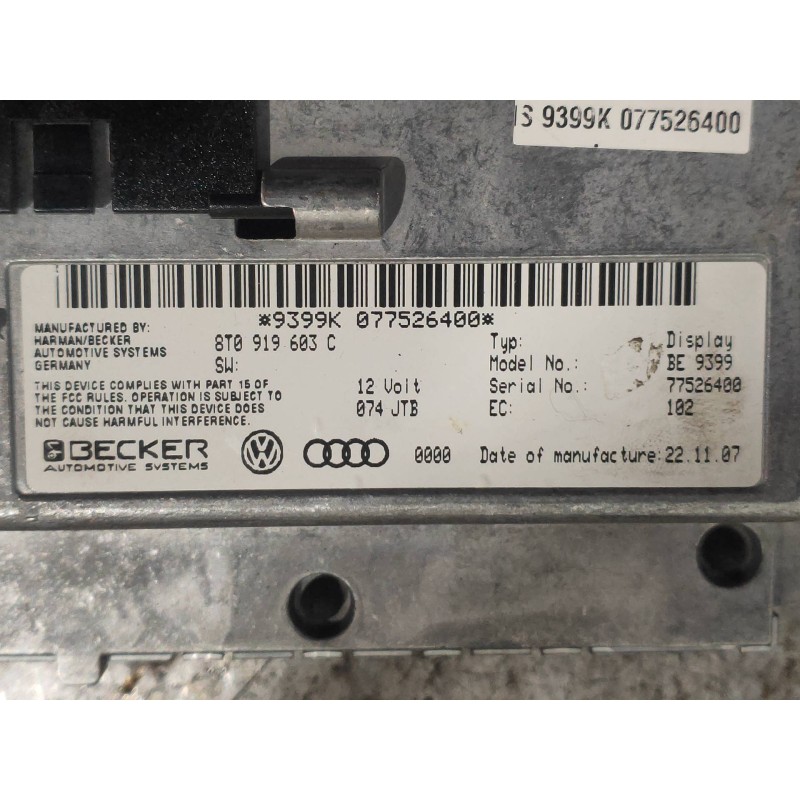 IS 9399K 077526400
*9399K 077526400*
MANUFACTURED BY:
HARMAN/BECKER
AUTOMOTIVE SYSTEMS
GERMANY
8T0 919 603 C
SW:
Typ: Display
Model No.: BE 9399
Serial No.: 77526400
EC: 102
THIS DEVICE COMPLIES WITH PART 15 OF
THE FCC RULES. OPERATION IS SUBJECT TO
THE CONDITION THAT THIS DEVICE DOES
NOT CAUSE HARMFUL INTERFERENCE.
12 Volt
074 JTB
BECKER
AUTOMOTIVE SYSTEMS
0000
Date of manufacture: 22.11.07